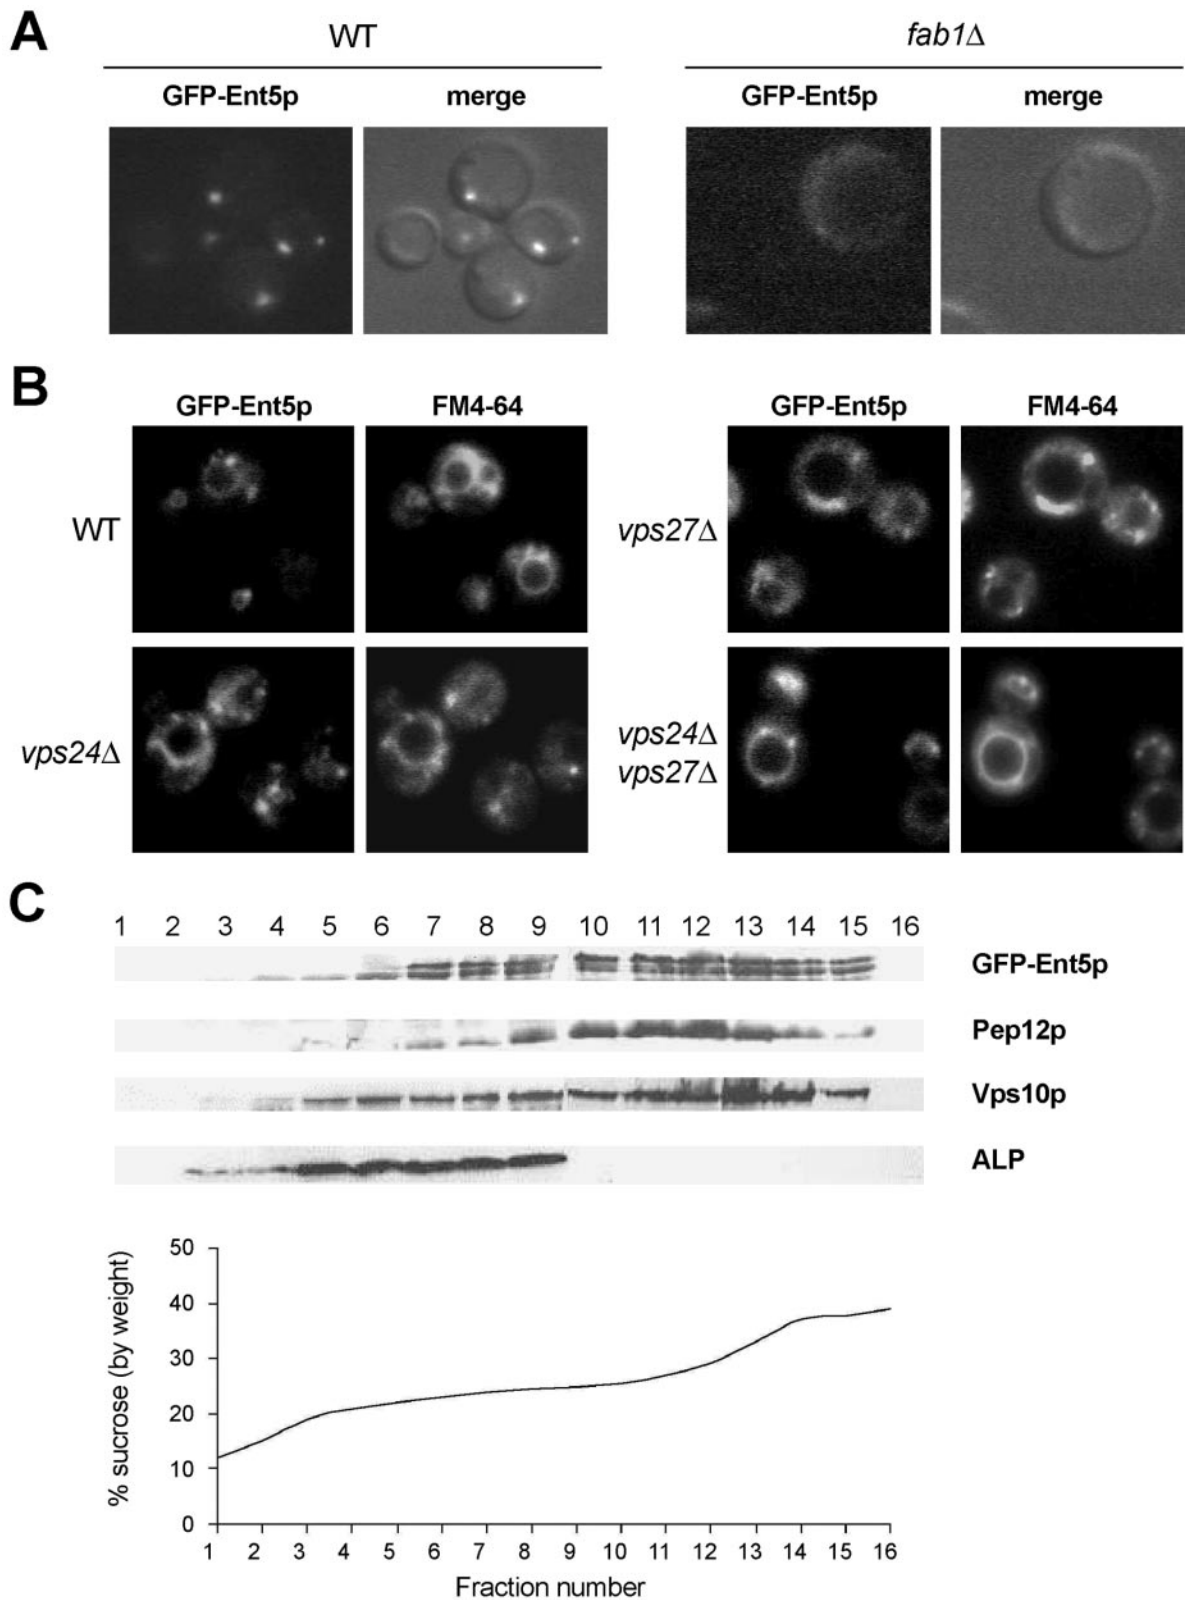 A
WT
fab1Δ
GFP-Ent5p merge GFP-Ent5p merge
B
GFP-Ent5p FM4-64 GFP-Ent5p FM4-64
WT
vps27Δ
vps24Δ
vps24Δ
vps27Δ
C
1 2 3 4 5 6 7 8 9 10 11 12 13 14 15 16
GFP-Ent5p
Pep12p
Vps10p
ALP
% sucrose (by weight)
50
40
30
20
10
0
1 2 3 4 5 6 7 8 9 10 11 12 13 14 15 16
Fraction number